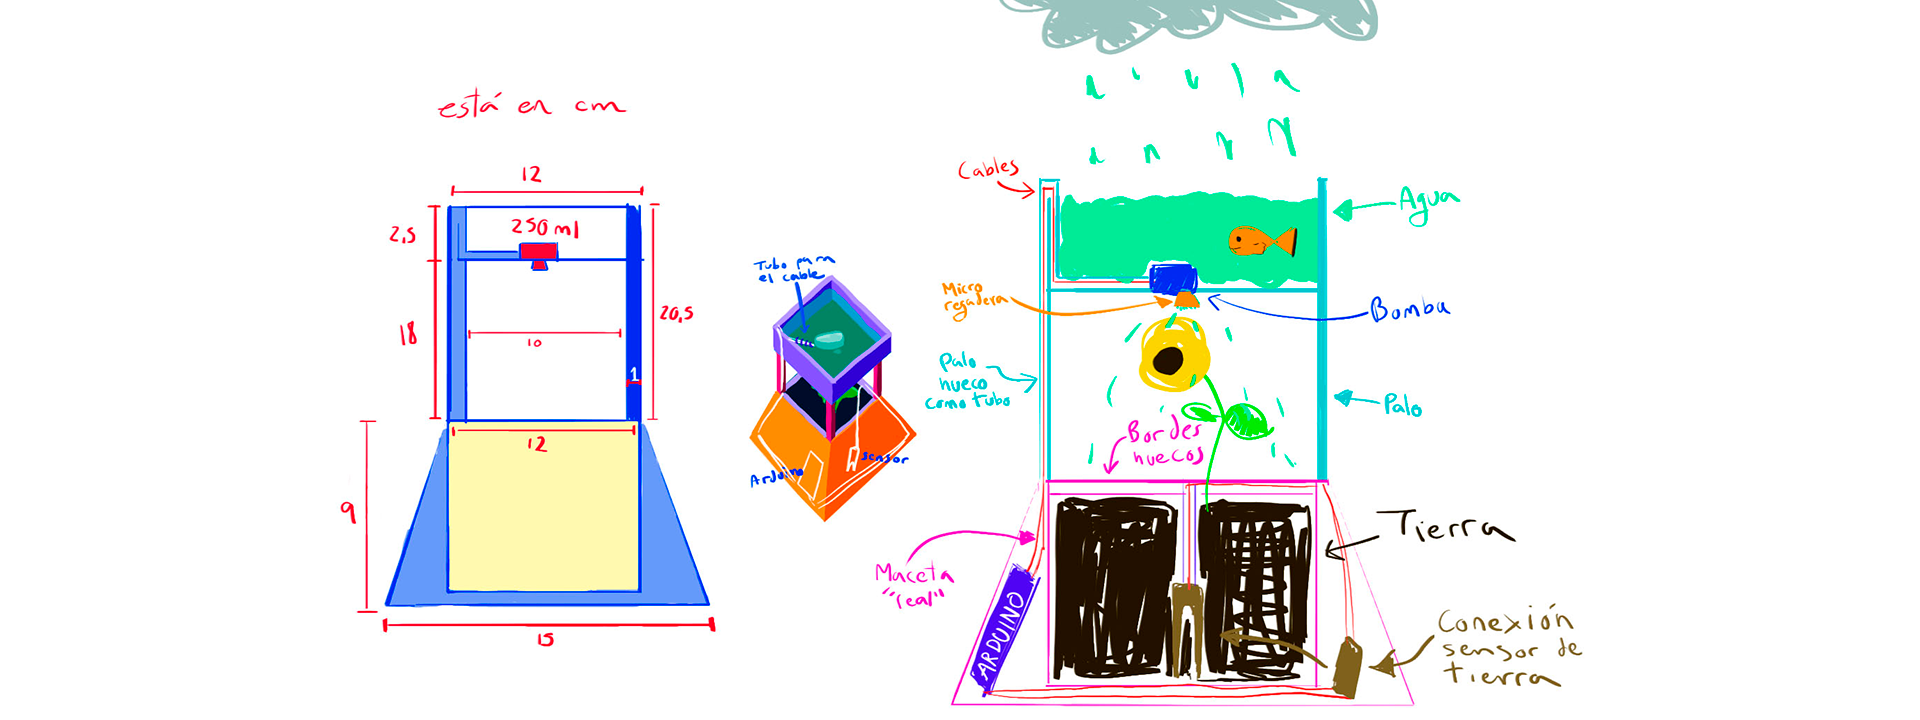 está en cm
12
2,5
250 ml
18
10
20,5
1
12
9
15
Tubo para
el cable
Arduino
sensor
Cables
Agua
Micro
regadera
Bomba
Palo
hueco
como tubo
Palo
Bordes
huecos
Tierra
Maceta
"real"
ARDUINO
Conexión
sensor de
tierra